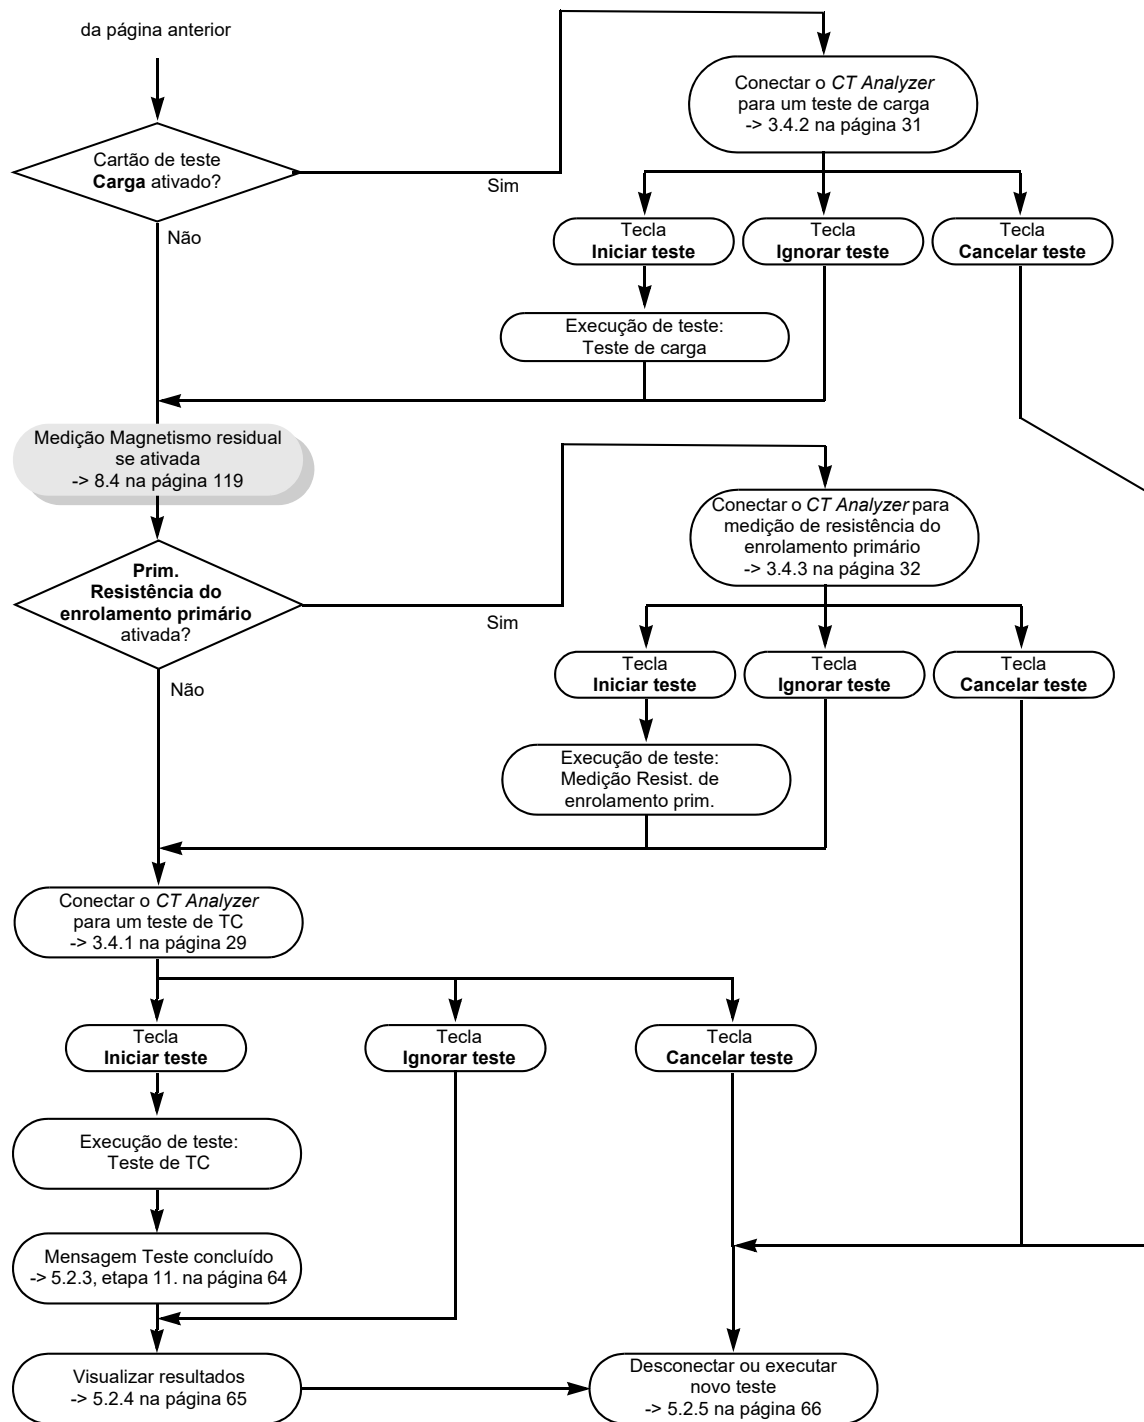 da página anterior
Conectar o CT Analyzer
para um teste de carga
-> 3.4.2 na página 31
Cartão de teste
Carga ativado?
Sim
Não
Tecla
Iniciar teste
Tecla
Ignorar teste
Tecla
Cancelar teste
Execução de teste:
Teste de carga
Medição Magnetismo residual
se ativada
-> 8.4 na página 119
Conectar o CT Analyzer para
medição de resistência do
enrolamento primário
-> 3.4.3 na página 32
Prim.
Resistência do
enrolamento primário
ativada?
Sim
Não
Tecla
Iniciar teste
Tecla
Ignorar teste
Tecla
Cancelar teste
Execução de teste:
Medição Resist. de
enrolamento prim.
Conectar o CT Analyzer
para um teste de TC
-> 3.4.1 na página 29
Tecla
Iniciar teste
Tecla
Ignorar teste
Tecla
Cancelar teste
Execução de teste:
Teste de TC
Mensagem Teste concluído
-> 5.2.3, etapa 11. na página 64
Visualizar resultados
-> 5.2.4 na página 65
Desconectar ou executar
novo teste
-> 5.2.5 na página 66